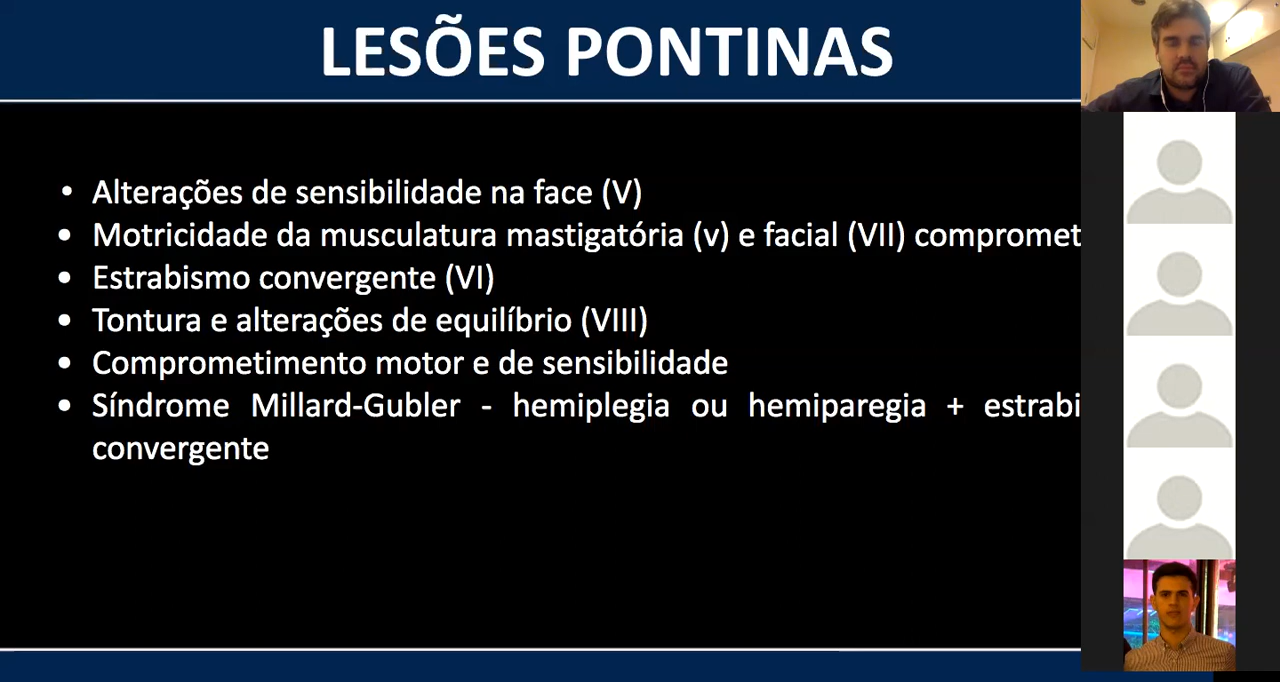 LESÕES PONTINAS
• Alterações de sensibilidade na face (V)
• Motricidade da musculatura mastigatória (v) e facial (VII) compromet
• Estrabismo convergente (VI)
• Tontura e alterações de equilíbrio (VIII)
• Comprometimento motor e de sensibilidade
• Síndrome Millard-Gubler - hemiplegia ou hemiparegia + estrabi
convergente